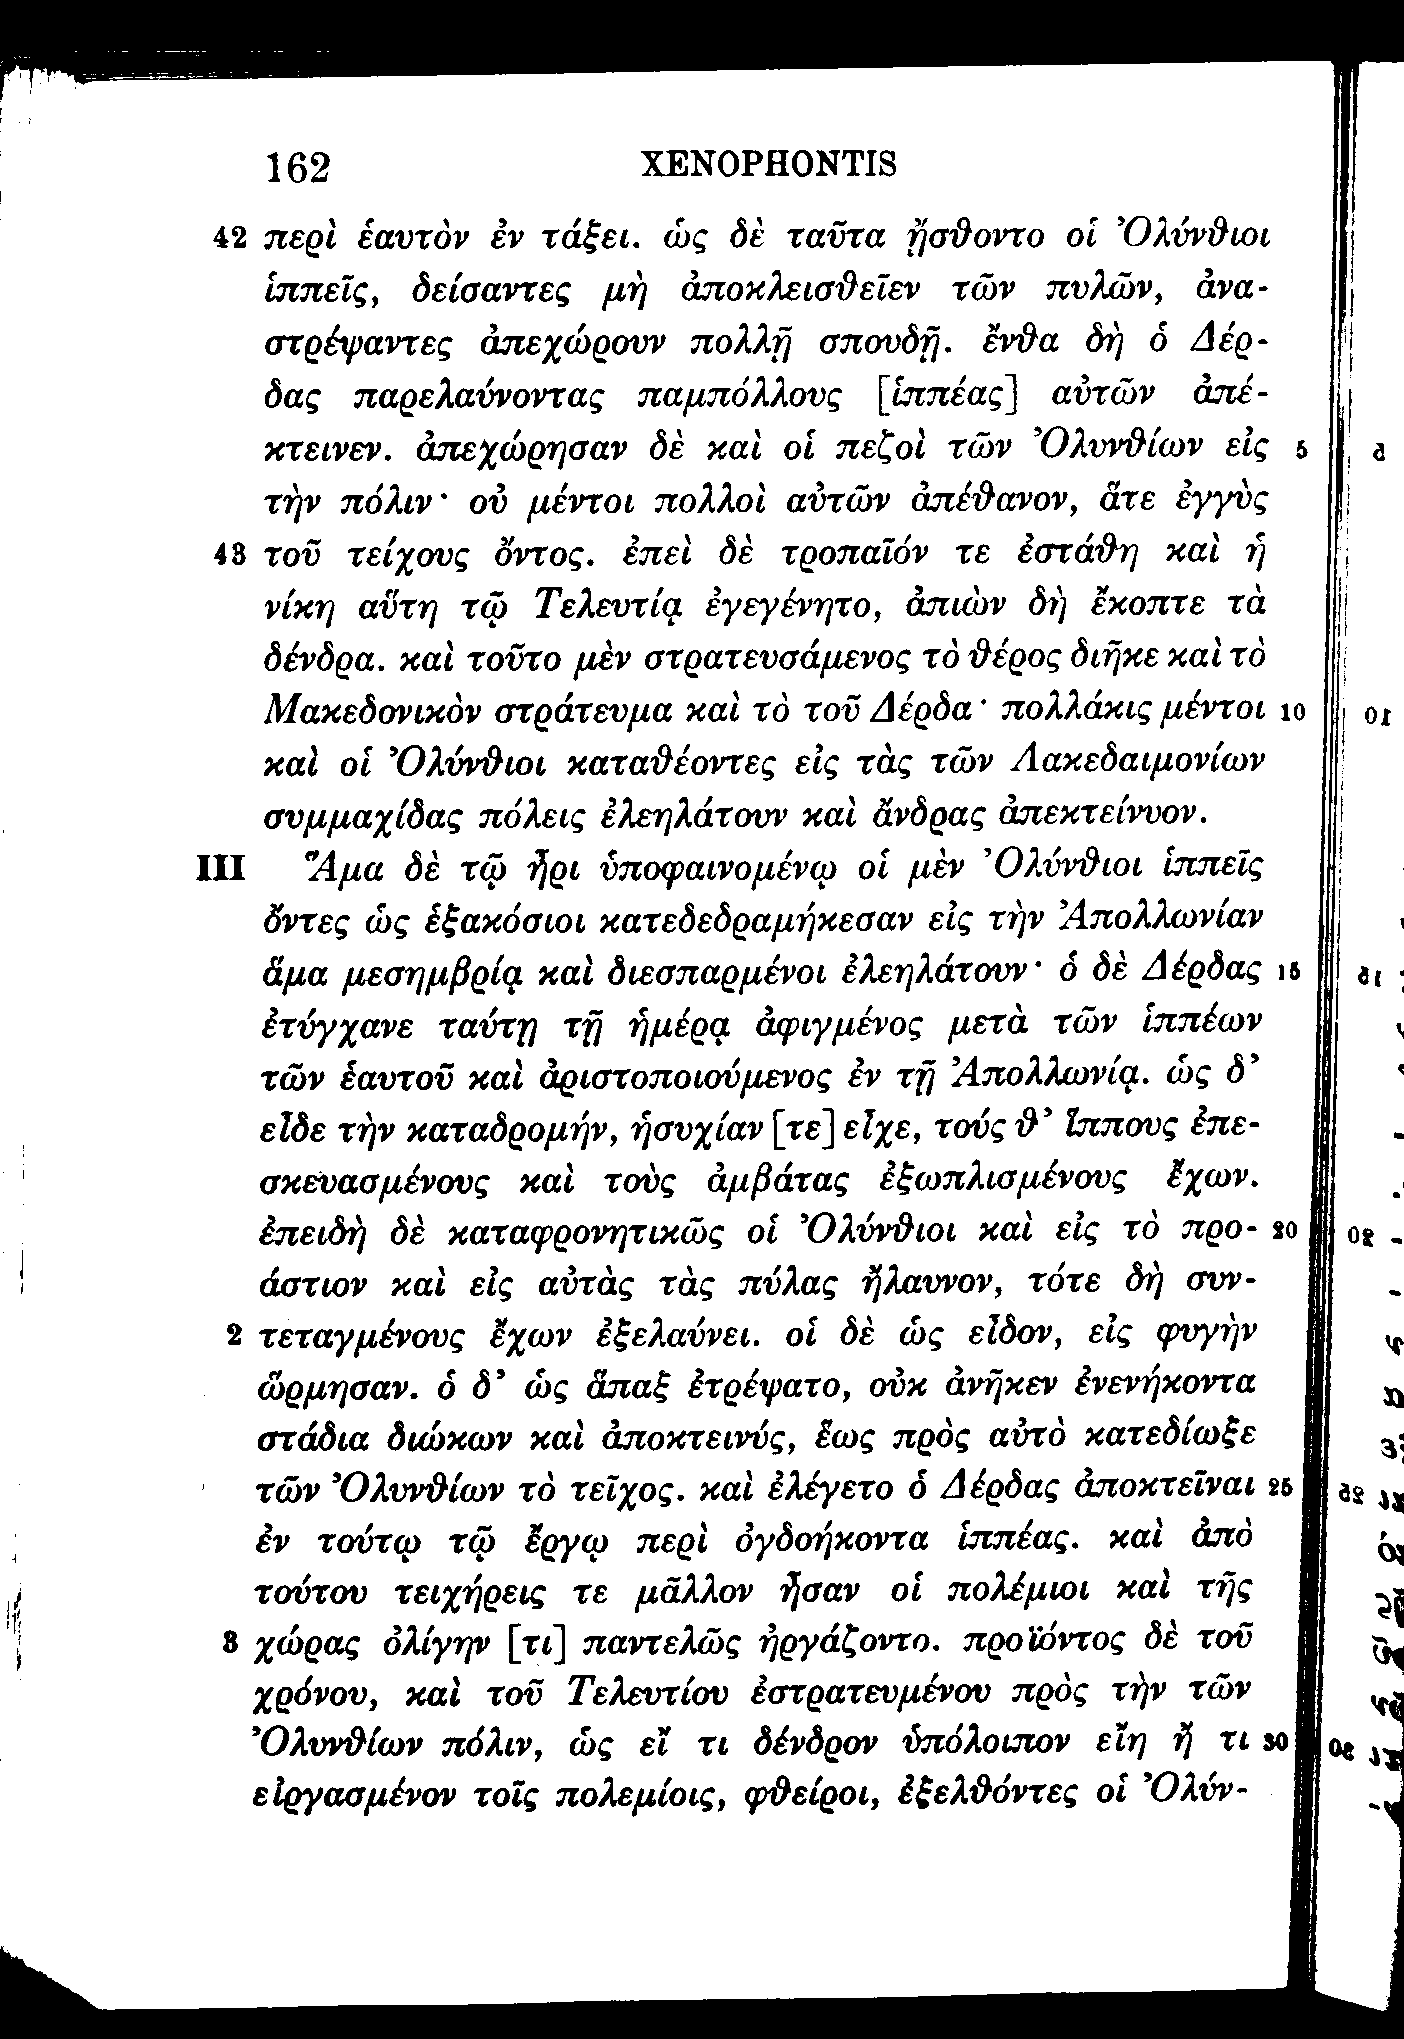 162 XENOPHONTIS
42 περὶ ἑαυτὸν ἐν τάξει. ὡς δὲ ταῦτα ᾔσθοντο οἱ Ὀλύνθιοι
ἱππεῖς, δείσαντες μὴ ἀποκλεισθεῖεν τῶν πυλῶν, ἀνα-
στρέψαντες ἀπεχώρουν πολλῇ σπουδῇ. ἔνθα δὴ ὁ Δέρ-
δας παρελαύνοντας παμπόλλους [ἱππέας] αὐτῶν ἀπέ-
κτεινεν. ἀπεχώρησαν δὲ καὶ οἱ πεζοὶ τῶν Ὀλυνθίων εἰς 5
τὴν πόλιν· οὐ μέντοι πολλοὶ αὐτῶν ἀπέθανον, ἅτε ἐγγὺς
43 τοῦ τείχους ὄντος. ἐπεὶ δὲ τροπαῖόν τε ἐστάθη καὶ ἡ
νίκη αὕτη τῷ Τελευτίᾳ ἐγεγένητο, ἀπιὼν δὴ ἔκοπτε τὰ
δένδρα. καὶ τοῦτο μὲν στρατευσάμενος τὸ θέρος διῆκε καὶ τὸ
Μακεδονικὸν στράτευμα καὶ τὸ τοῦ Δέρδα· πολλάκις μέντοι 10
καὶ οἱ Ὀλύνθιοι καταθέοντες εἰς τὰς τῶν Λακεδαιμονίων
συμμαχίδας πόλεις ἐλεηλάτουν καὶ ἄνδρας ἀπεκτείνυον.
III Ἅμα δὲ τῷ ἦρι ὑποφαινομένῳ οἱ μὲν Ὀλύνθιοι ἱππεῖς
ὄντες ὡς ἑξακόσιοι κατεδεδραμήκεσαν εἰς τὴν Ἀπολλωνίαν
ἅμα μεσημβρίᾳ καὶ διεσπαρμένοι ἐλεηλάτουν· ὁ δὲ Δέρδας 15
ἐτύγχανε ταύτῃ τῇ ἡμέρᾳ ἀφιγμένος μετὰ τῶν ἱππέων
τῶν ἑαυτοῦ καὶ ἀριστοποιούμενος ἐν τῇ Ἀπολλωνίᾳ. ὡς δ’
εἶδε τὴν καταδρομήν, ἡσυχίαν [τε] εἶχε, τούς θ’ ἵππους ἐπε-
σκευασμένους καὶ τοὺς ἀμβάτας ἐξωπλισμένους ἔχων.
ἐπειδὴ δὲ καταφρονητικῶς οἱ Ὀλύνθιοι καὶ εἰς τὸ προ- 20
άστιον καὶ εἰς αὐτὰς τὰς πύλας ἤλαυνον, τότε δὴ συν-
2 τεταγμένους ἔχων ἐξελαύνει. οἱ δὲ ὡς εἶδον, εἰς φυγὴν
ὥρμησαν. ὁ δ’ ὡς ἅπαξ ἐτρέψατο, οὐκ ἀνῆκεν ἐνενήκοντα
στάδια διώκων καὶ ἀποκτεινύς, ἕως πρὸς αὐτὸ κατεδίωξε
τῶν Ὀλυνθίων τὸ τεῖχος. καὶ ἐλέγετο ὁ Δέρδας ἀποκτεῖναι 25
ἐν τούτῳ τῷ ἔργῳ περὶ ὀγδοήκοντα ἱππέας. καὶ ἀπὸ
τούτου τειχήρεις τε μᾶλλον ἦσαν οἱ πολέμιοι καὶ τῆς
3 χώρας ὀλίγην [τι] παντελῶς ἠργάζοντο. προϊόντος δὲ τοῦ
χρόνου, καὶ τοῦ Τελευτίου ἐστρατευμένου πρὸς τὴν τῶν
Ὀλυνθίων πόλιν, ὡς εἴ τι δένδρον ὑπόλοιπον εἴη ἤ τι 30
εἰργασμένον τοῖς πολεμίοις, φθείροι, ἐξελθόντες οἱ Ὀλύν-